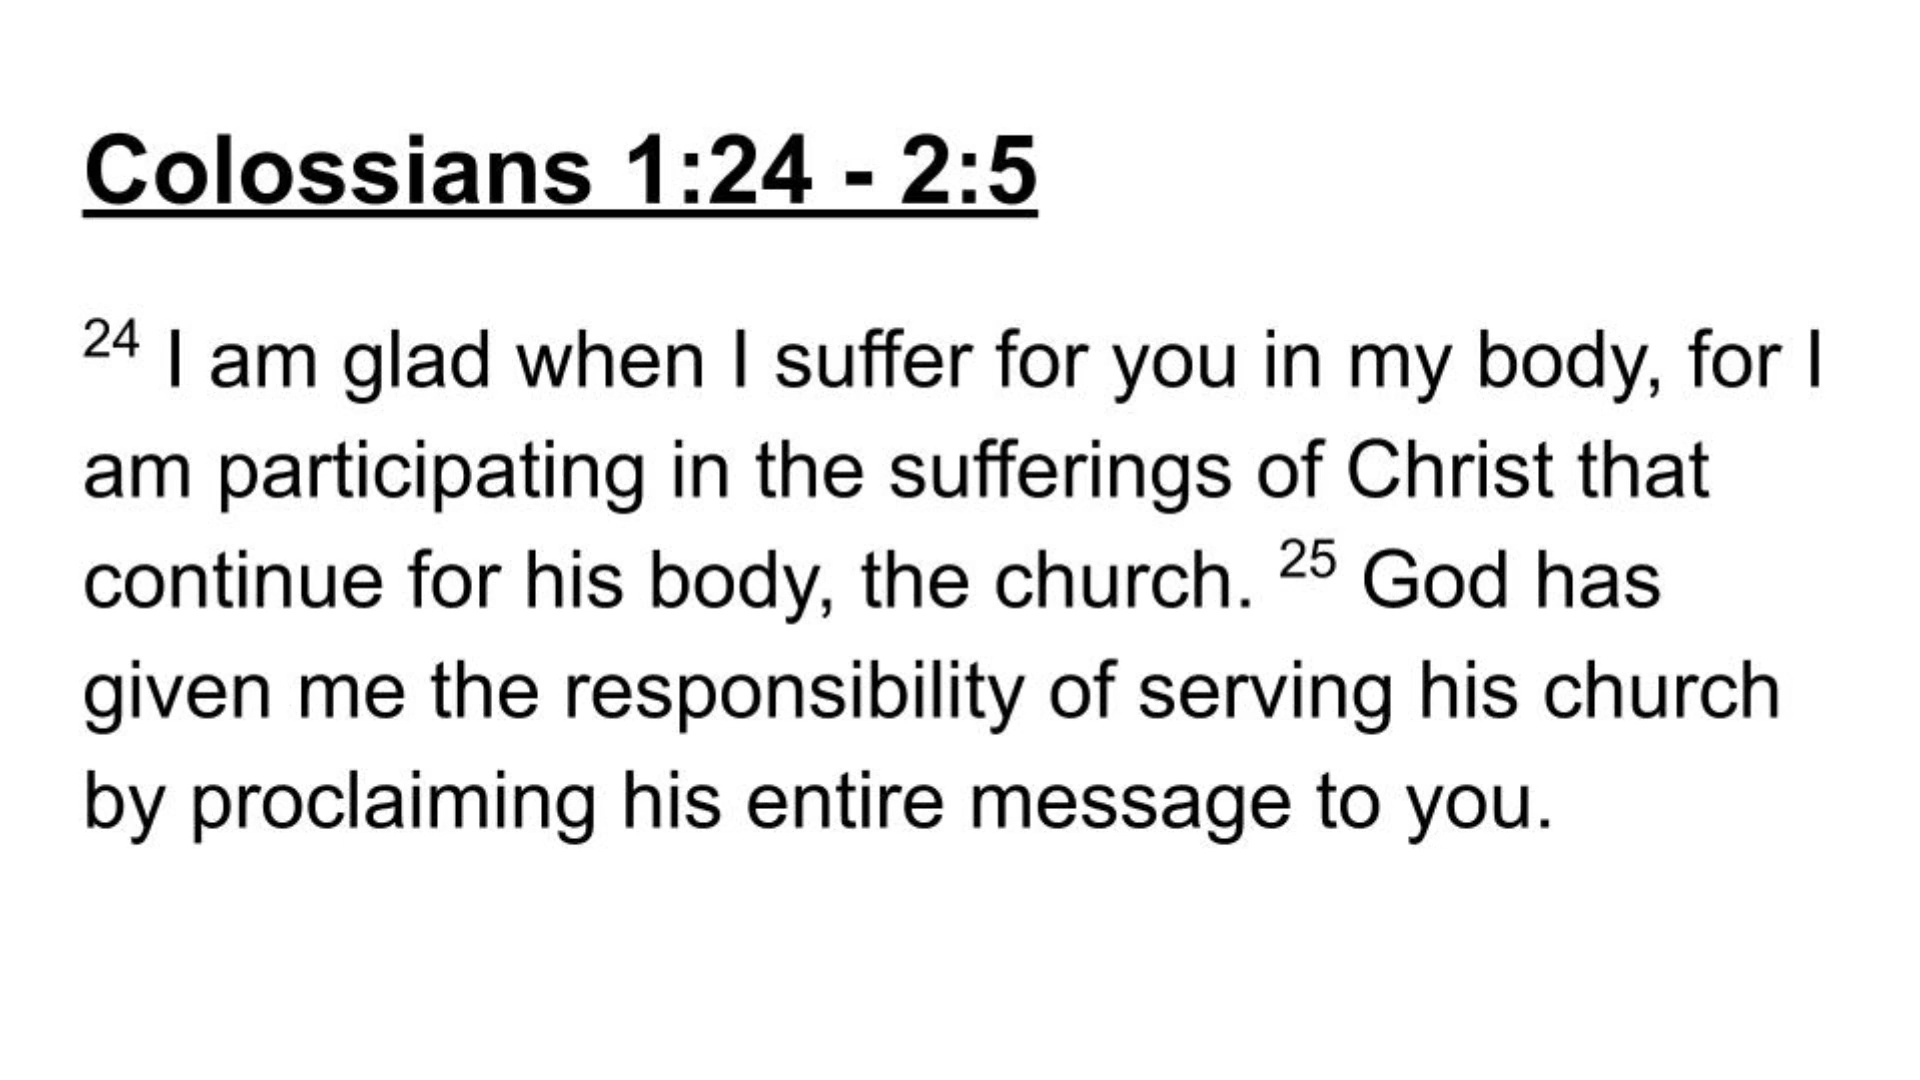 Colossians 1:24 - 2:5
24 I am glad when I suffer for you in my body, for I
am participating in the sufferings of Christ that
continue for his body, the church. 25 God has
given me the responsibility of serving his church
by proclaiming his entire message to you.